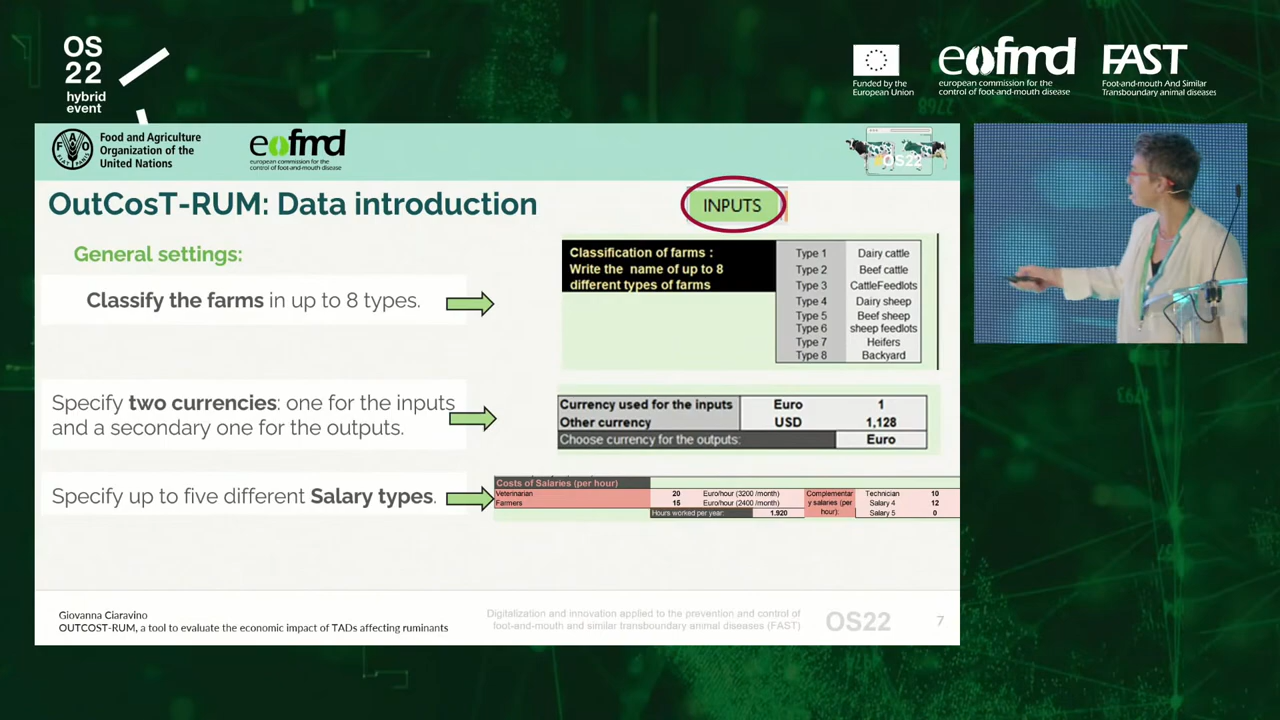 OS
22
hybrid
event
Funded by the
European Union
eofmd
european commission for the
control of foot-and-mouth disease
FAST
Foot-and-mouth And Similar
Transboundary animal diseases
Food and Agriculture
Organization of the
United Nations
eofmd
european commission for the
control of foot-and-mouth disease
OS22
OutCosT-RUM: Data introduction
INPUTS
General settings:
Classify the farms in up to 8 types.
Classification of farms :
Write the name of up to 8
different types of farms
Type 1 Dairy cattle
Type 2 Beef cattle
Type 3 CattleFeedlots
Type 4 Dairy sheep
Type 5 Beef sheep
Type 6 sheep feedlots
Type 7 Heifers
Type 8 Backyard
Specify two currencies: one for the inputs
and a secondary one for the outputs.
Currency used for the inputs Euro 1
Other currency USD 1,128
Choose currency for the outputs: Euro
Specify up to five different Salary types.
Costs of Salaries (per hour)
Veterinarian 20 Euro/hour (3200 /month)
Farmers 15 Euro/hour (2400 /month)
Hours worked per year: 1.920
Complementar
y salaries (per
hour):
Technician 10
Salary 4 12
Salary 5 0
Giovanna Ciaravino
OUTCOST-RUM, a tool to evaluate the economic impact of TADs affecting ruminants
Digitalization and innovation applied to the prevention and control of
foot-and-mouth and similar transboundary animal diseases (FAST)
OS22
7